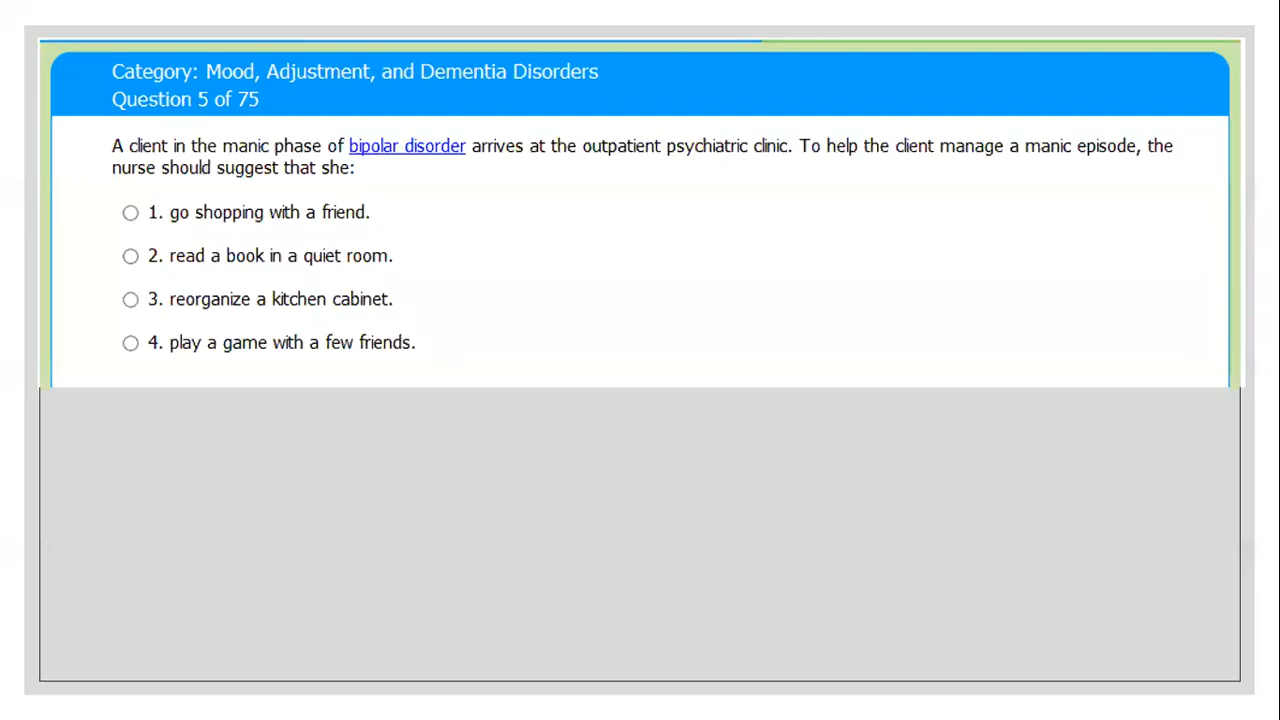 Category: Mood, Adjustment, and Dementia Disorders
Question 5 of 75
A client in the manic phase of bipolar disorder arrives at the outpatient psychiatric clinic. To help the client manage a manic episode, the
nurse should suggest that she:
1. go shopping with a friend.
2. read a book in a quiet room.
3. reorganize a kitchen cabinet.
4. play a game with a few friends.